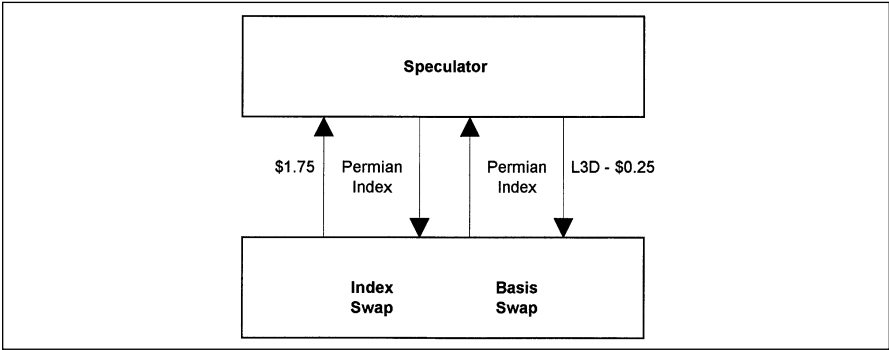 Speculator
$1.75
Permian
Index
Permian
Index
L3D - $0.25
Index
Swap
Basis
Swap